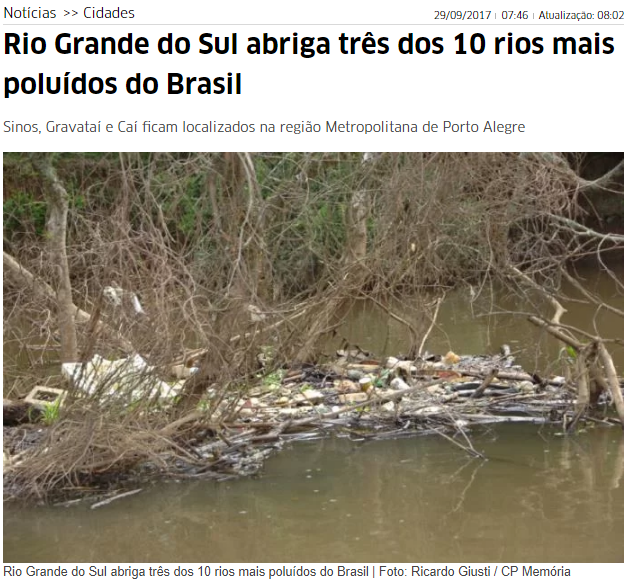 Notícias >> Cidades
29/09/2017 | 07:46 | Atualização: 08:02
Rio Grande do Sul abriga três dos 10 rios mais
poluídos do Brasil
Sinos, Gravataí e Caí ficam localizados na região Metropolitana de Porto Alegre
Rio Grande do Sul abriga três dos 10 rios mais poluídos do Brasil | Foto: Ricardo Giusti / CP Memória